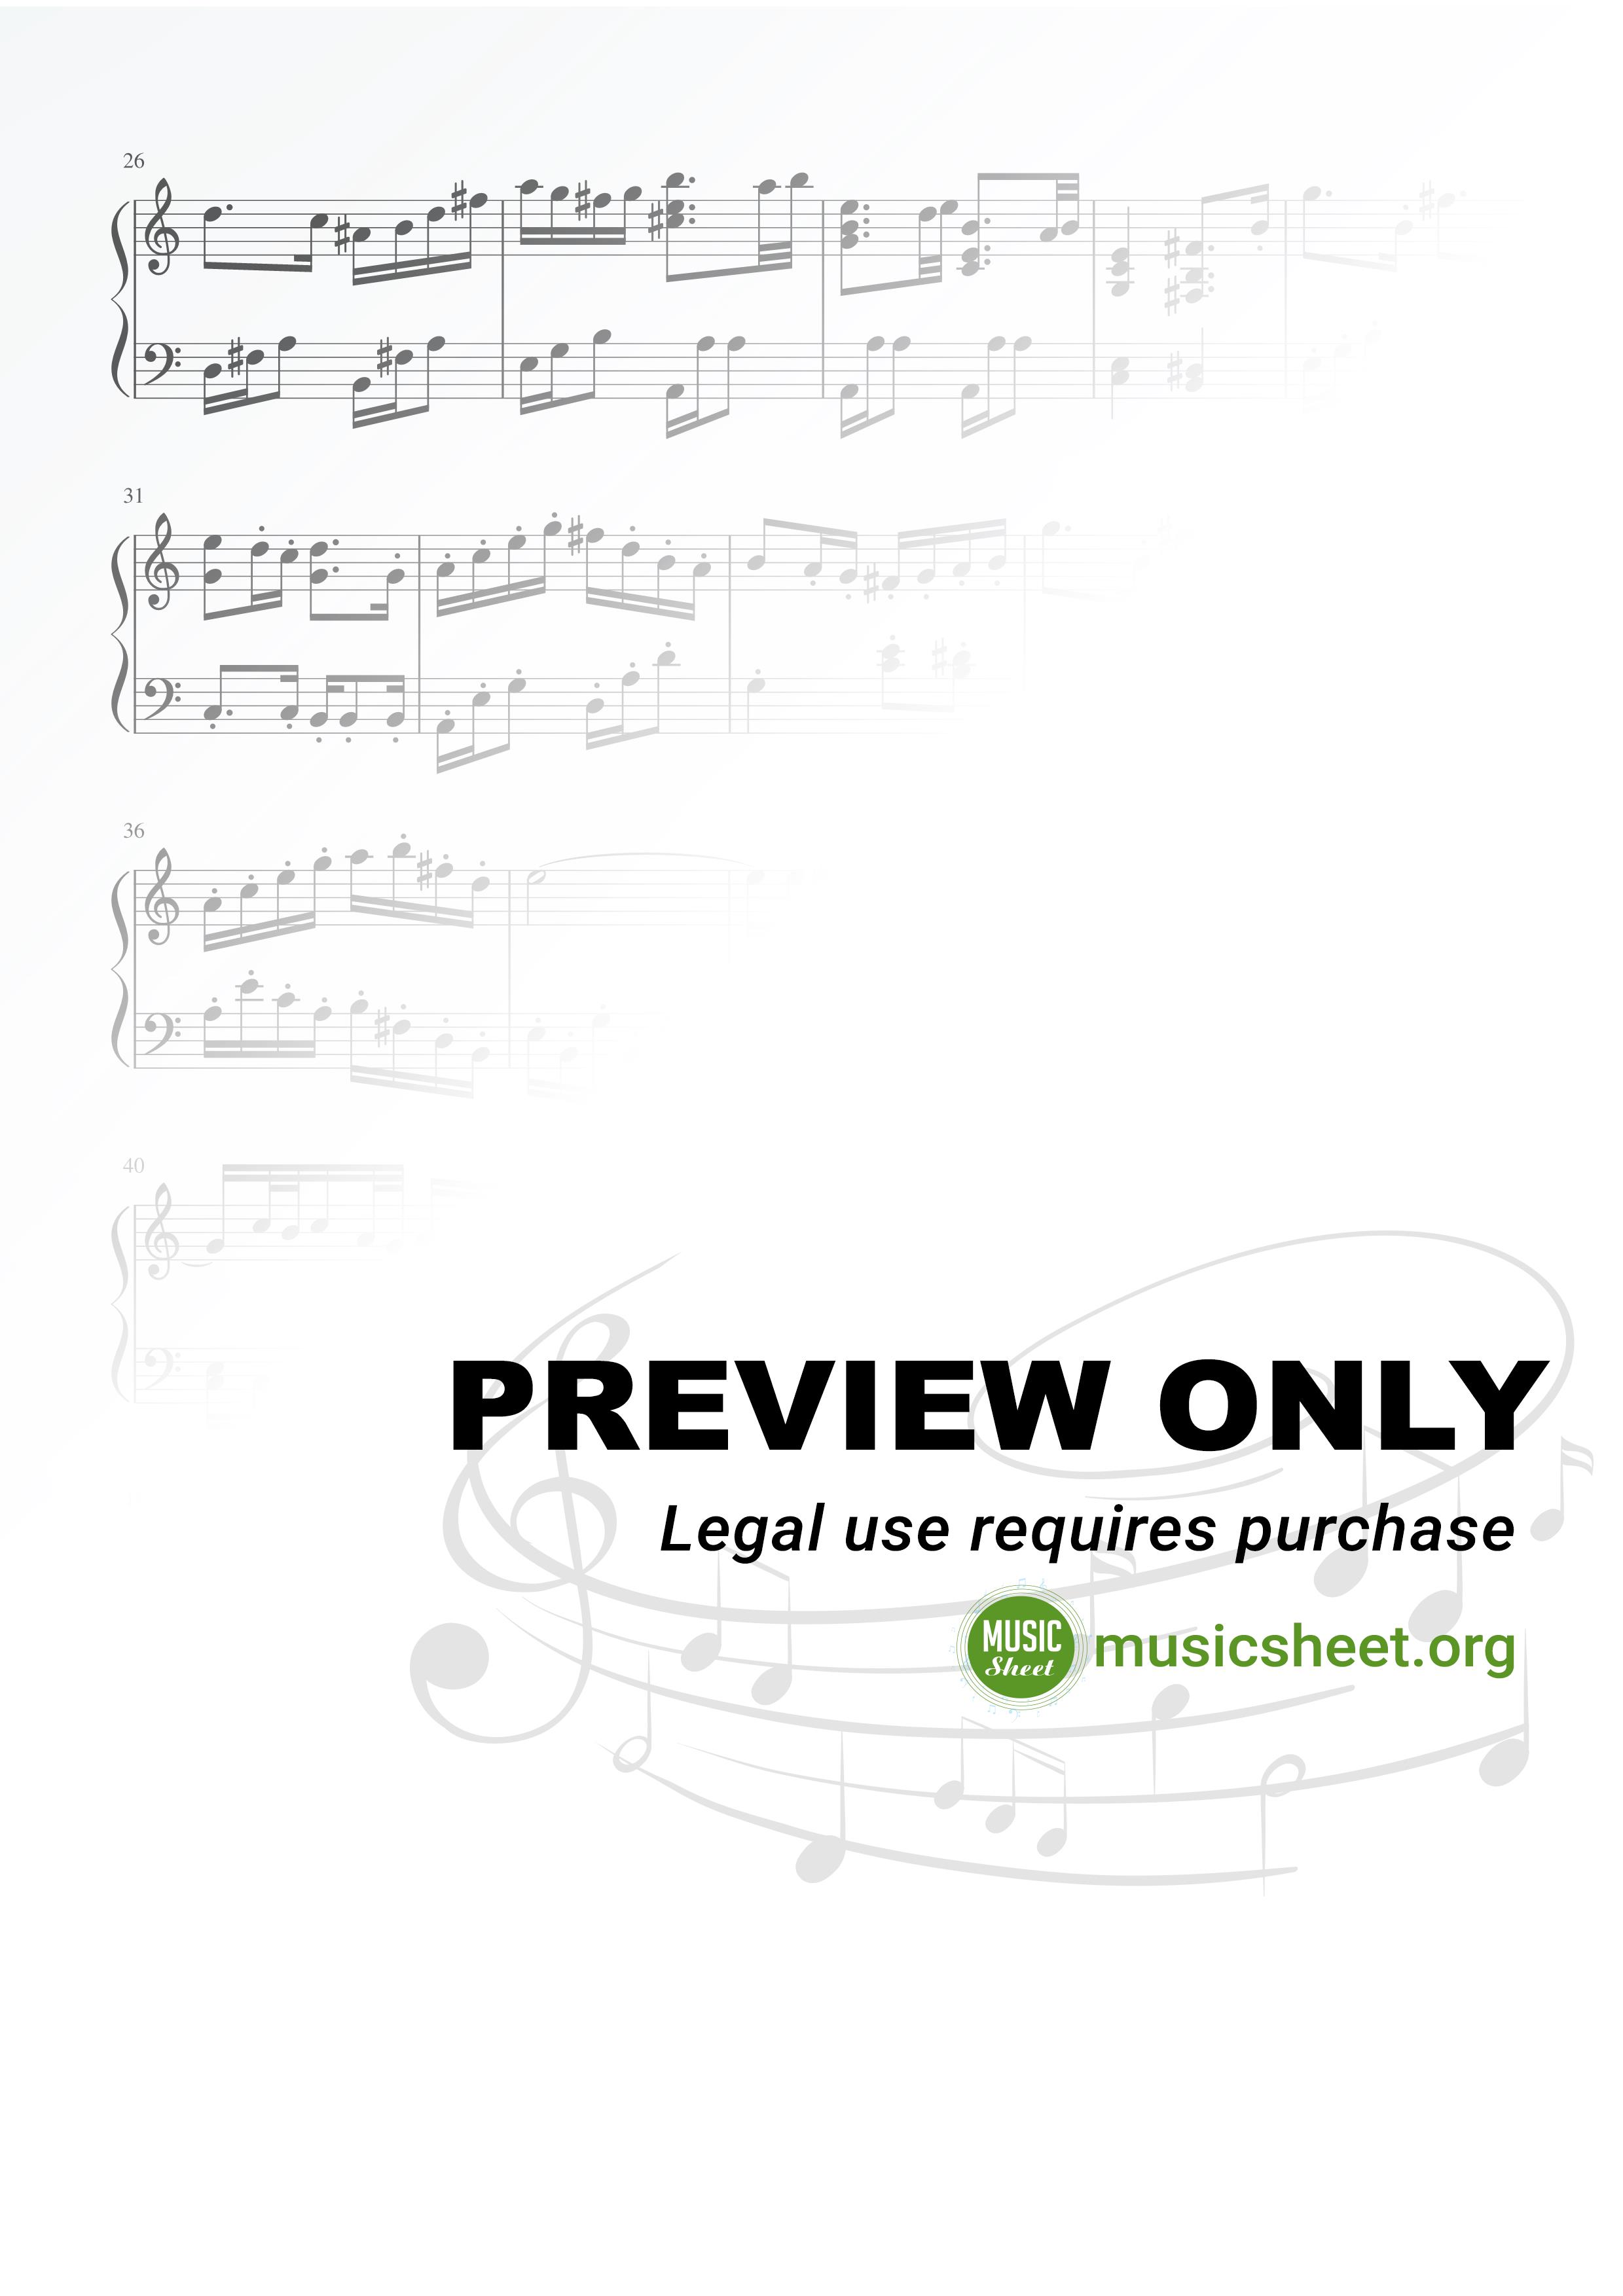 26
31
36
40
PREVIEW ONLY
Legal use requires purchase
MUSIC
Sheet
musicsheet.org